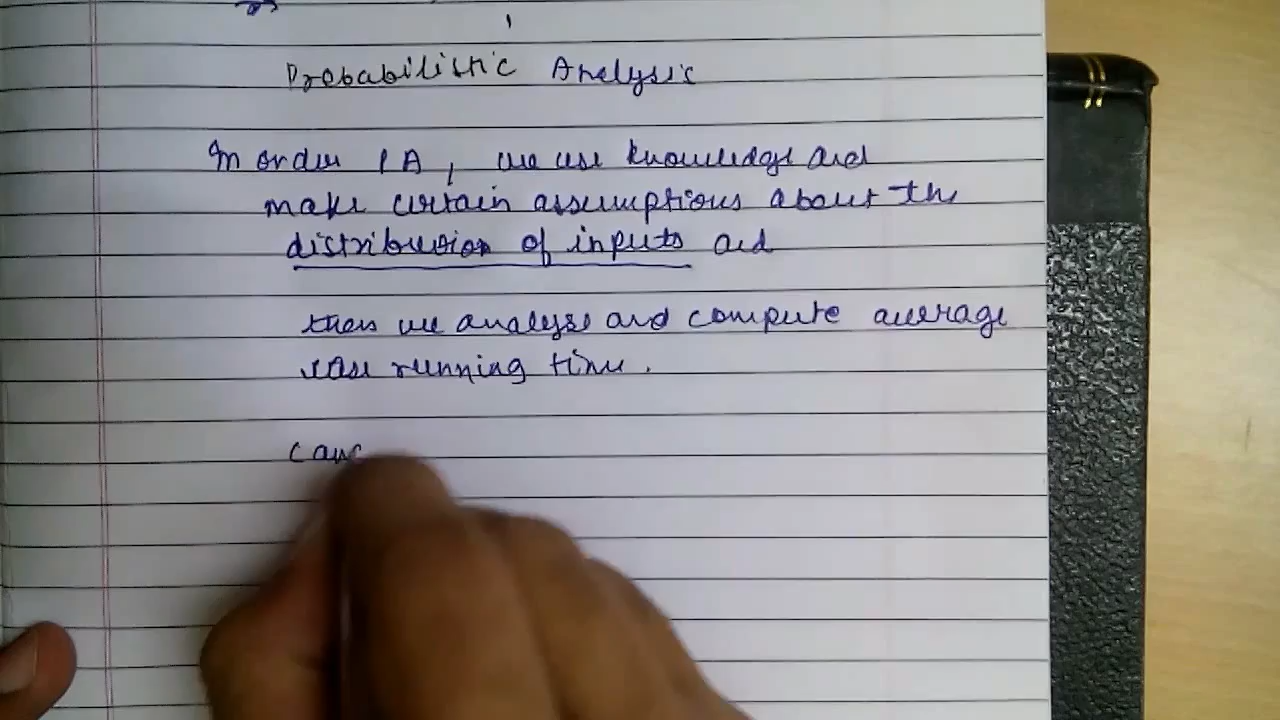 Probabilistic Analysis
In order PA, we use knowledge and
make certain assumptions about the
distribution of inputs and
then we analyse and compute average
case running time.